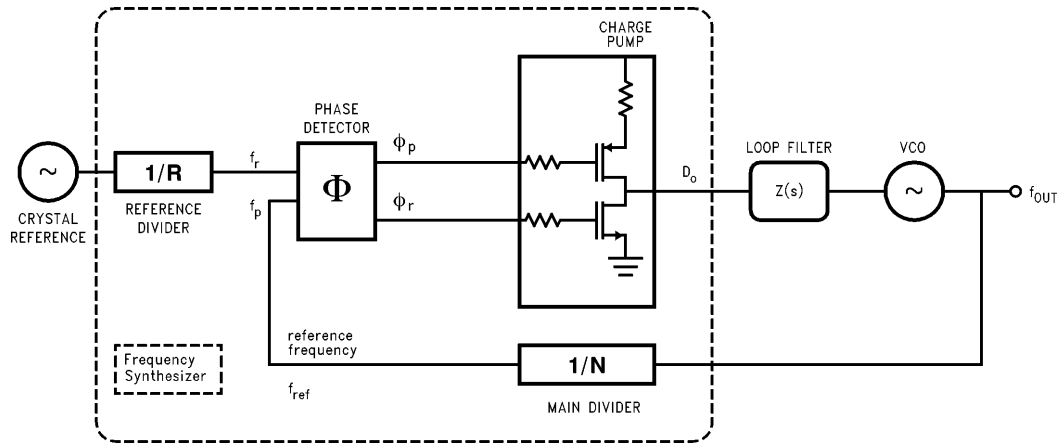 CHARGE
PUMP
PHASE
DETECTOR
LOOP FILTER
VCO
~
1/R
fr
fp
Φ
ϕp
ϕr
Do
Z(s)
~
fOUT
CRYSTAL
REFERENCE
REFERENCE
DIVIDER
reference
frequency
fref
1/N
MAIN DIVIDER
Frequency
Synthesizer